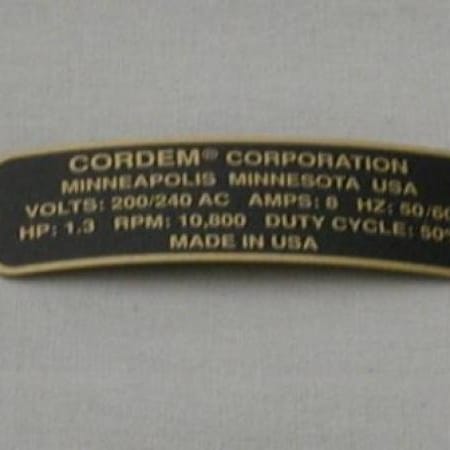 CORDEM® CORPORATION
MINNEAPOLIS MINNESOTA USA
VOLTS: 200/240 AC AMPS: 8 HZ: 50/60
HP: 1.3 RPM: 10,800 DUTY CYCLE: 50%
MADE IN USA